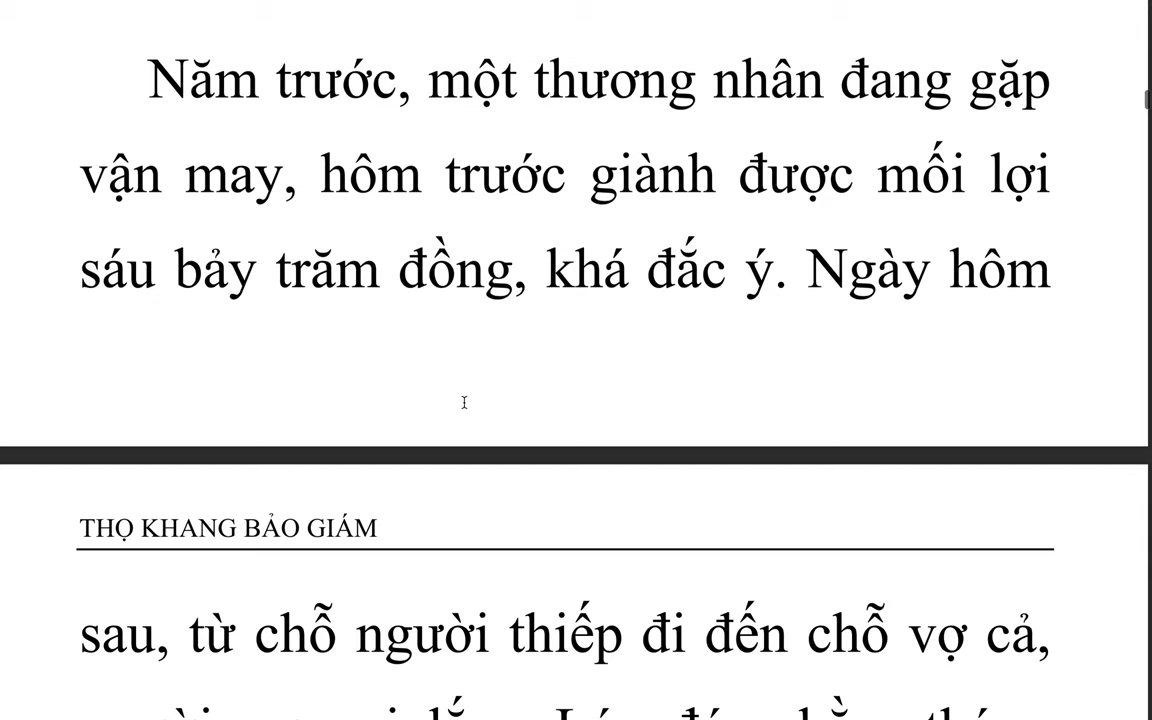 Năm trước, một thương nhân đang gặp
vận may, hôm trước giành được mối lợi
sáu bảy trăm đồng, khá đắc ý. Ngày hôm
THỌ KHANG BẢO GIÁM
sau, từ chỗ người thiếp đi đến chỗ vợ cả,